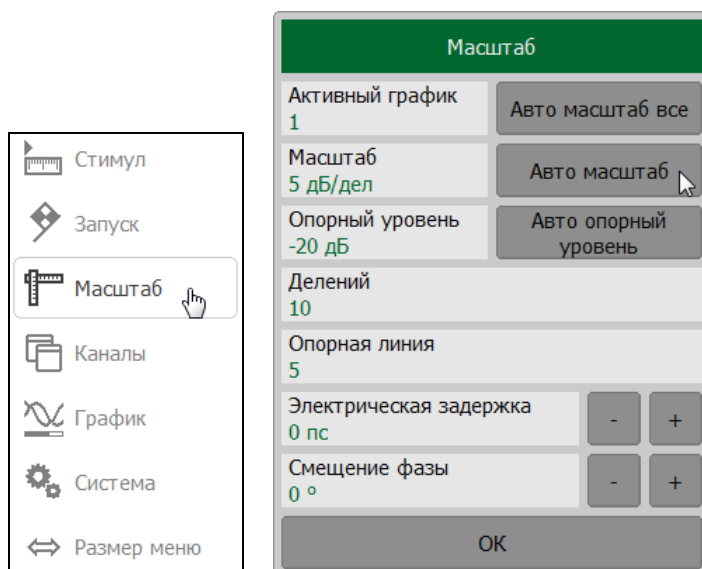 Стимул
Запуск
Масштаб
Каналы
График
Система
Размер меню
Масштаб
Активный график
1
Авто масштаб все
Масштаб
5 дБ/дел
Авто масштаб
Опорный уровень
-20 дБ
Авто опорный
уровень
Делений
10
Опорная линия
5
Электрическая задержка
0 пс
- +
Смещение фазы
0 °
- +
ОК